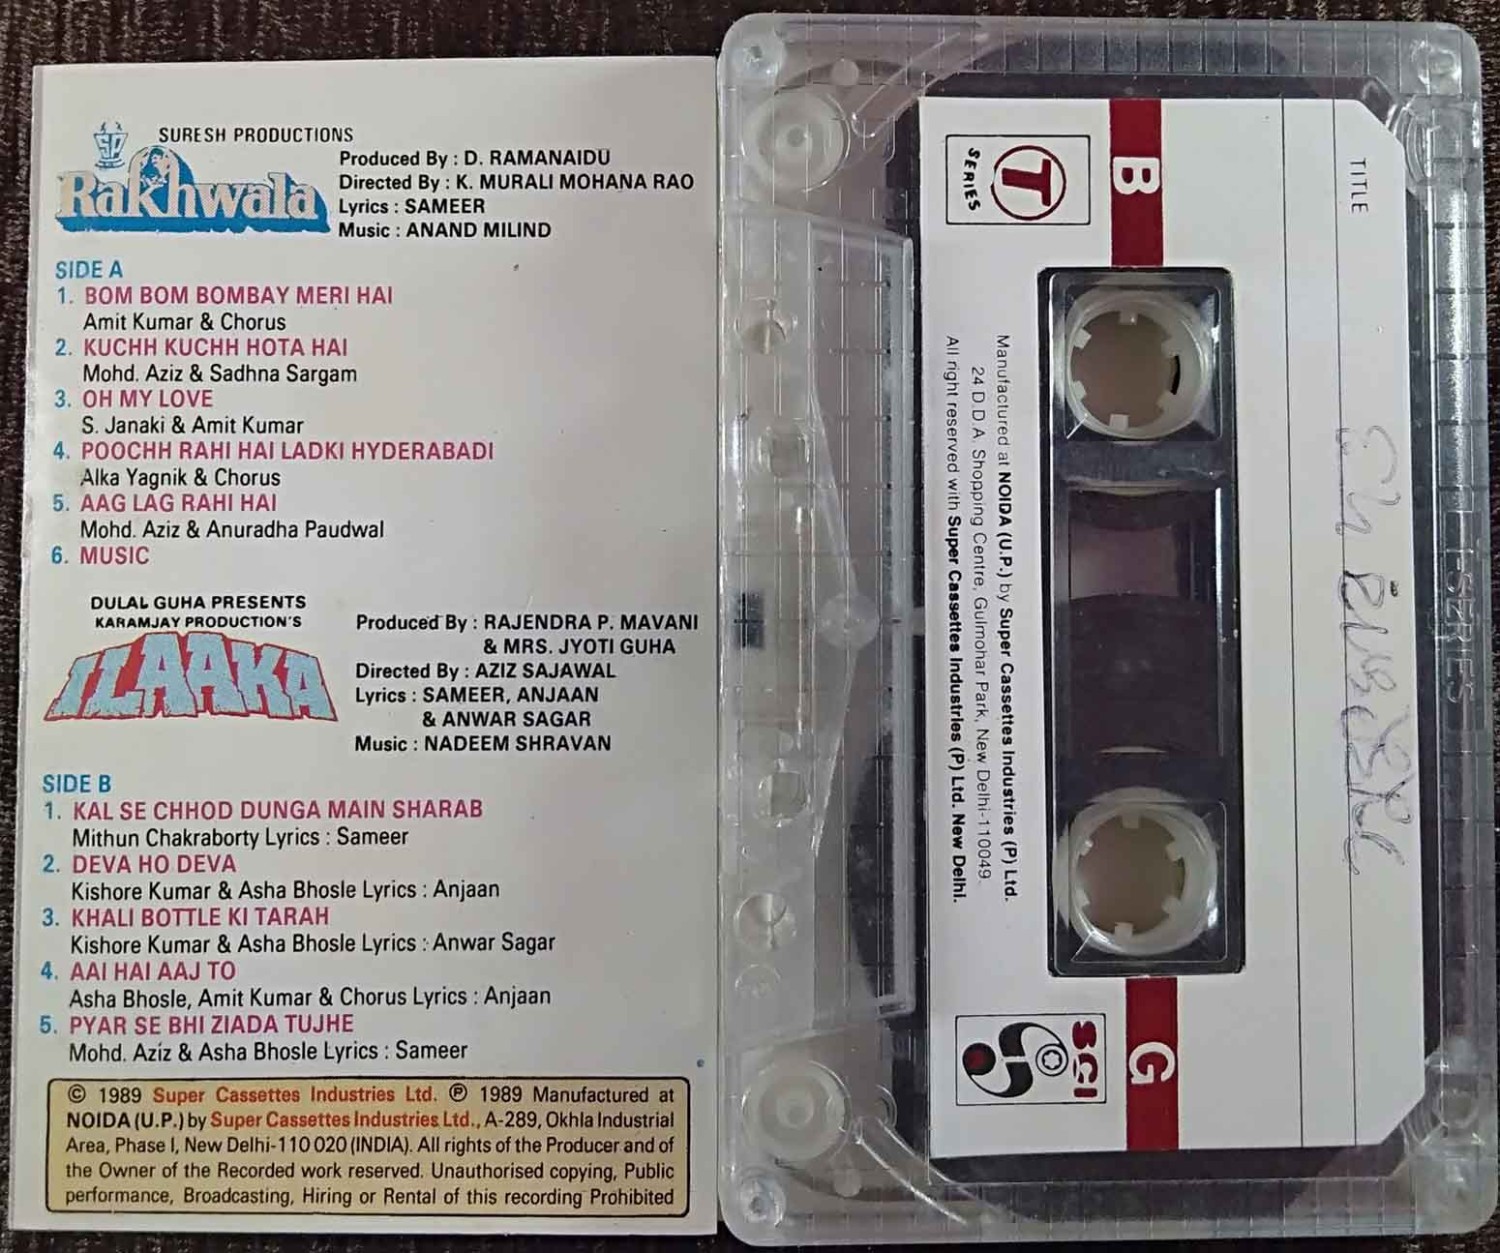 SURESH PRODUCTIONS
Rakhwala
Produced By : D. RAMANAIDU
Directed By : K. MURALI MOHANA RAO
Lyrics : SAMEER
Music : ANAND MILIND
SIDE A
1. BOM BOM BOMBAY MERI HAI
Amit Kumar & Chorus
2. KUCHH KUCHH HOTA HAI
Mohd. Aziz & Sadhna Sargam
3. OH MY LOVE
S. Janaki & Amit Kumar
4. POOCHH RAHI HAI LADKI HYDERABADI
Alka Yagnik & Chorus
5. AAG LAG RAHI HAI
Mohd. Aziz & Anuradha Paudwal
6. MUSIC
DULAL GUHA PRESENTS
KARAMJAY PRODUCTION'S
ILAAKA
Produced By : RAJENDRA P. MAVANI
& MRS. JYOTI GUHA
Directed By : AZIZ SAJAWAL
Lyrics : SAMEER, ANJAAN
& ANWAR SAGAR
Music : NADEEM SHRAVAN
SIDE B
1. KAL SE CHHOD DUNGA MAIN SHARAB
Mithun Chakraborty Lyrics : Sameer
2. DEVA HO DEVA
Kishore Kumar & Asha Bhosle Lyrics : Anjaan
3. KHALI BOTTLE KI TARAH
Kishore Kumar & Asha Bhosle Lyrics : Anwar Sagar
4. AAI HAI AAJ TO
Asha Bhosle, Amit Kumar & Chorus Lyrics : Anjaan
5. PYAR SE BHI ZIADA TUJHE
Mohd. Aziz & Asha Bhosle Lyrics : Sameer
© 1989 Super Cassettes Industries Ltd. ℗ 1989 Manufactured at
NOIDA (U.P.) by Super Cassettes Industries Ltd., A-289, Okhla Industrial
Area, Phase I, New Delhi-110 020 (INDIA). All rights of the Producer and of
the Owner of the Recorded work reserved. Unauthorised copying, Public
performance, Broadcasting, Hiring or Rental of this recording Prohibited
TITLE
B
T
SERIES
Manufactured at NOIDA (U.P.) by Super Cassettes Industries (P) Ltd.
24 D.D.A. Shopping Centre, Gulmohar Park, New Delhi-110049.
All right reserved with Super Cassettes Industries (P) Ltd. New Delhi.
SCI
G
T-SERIES